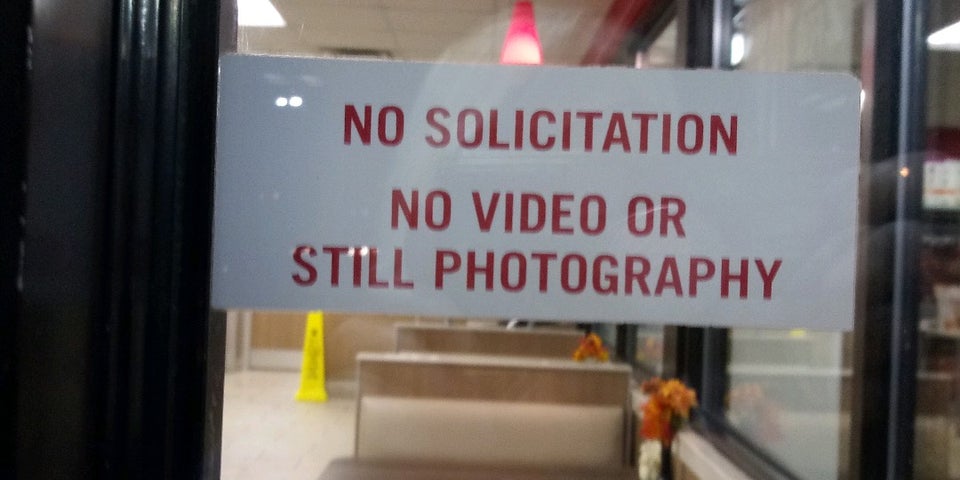 NO SOLICITATION
NO VIDEO OR
STILL PHOTOGRAPHY